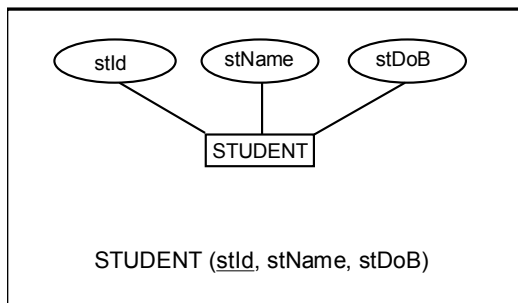 stId
stName
stDoB
STUDENT
STUDENT (stId, stName, stDoB)